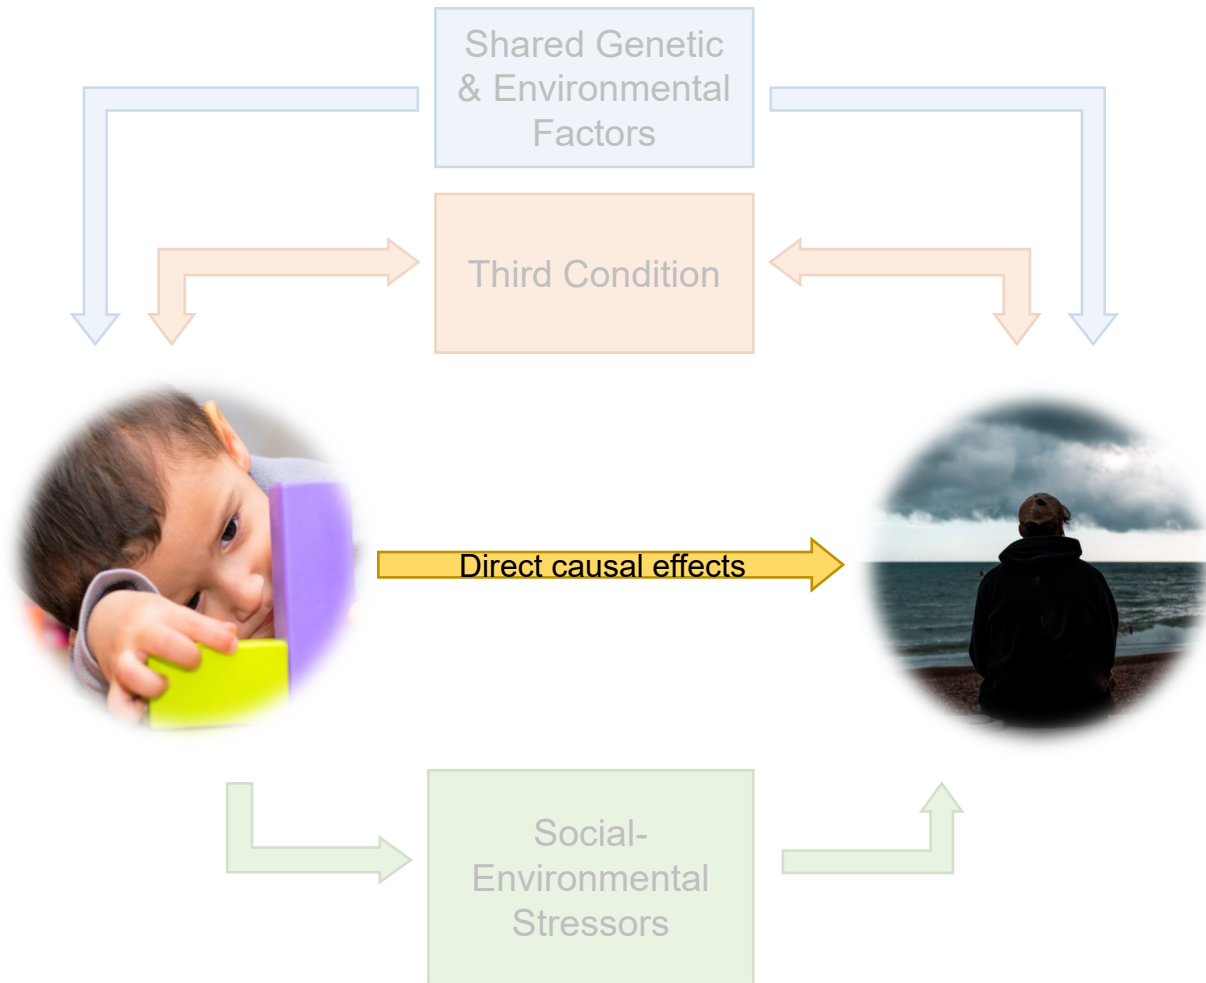 Shared Genetic
& Environmental
Factors
Third Condition
Direct causal effects
Social-
Environmental
Stressors